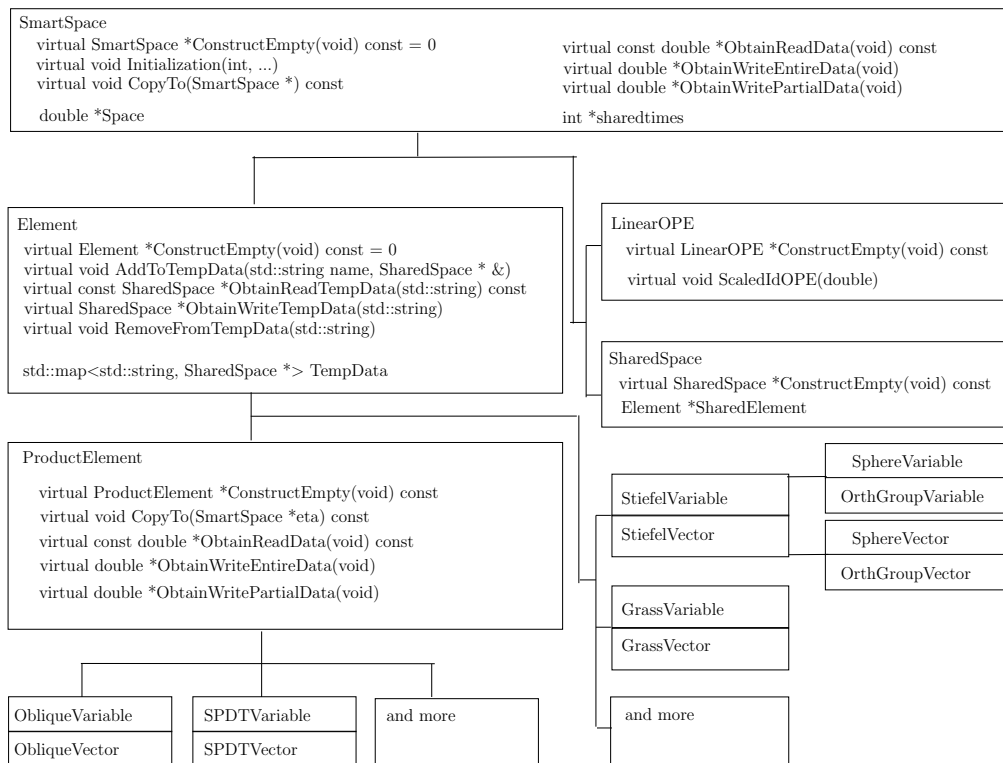 SmartSpace
virtual SmartSpace *ConstructEmpty(void) const = 0
virtual void Initialization(int, ...)
virtual void CopyTo(SmartSpace *) const
double *Space
virtual const double *ObtainReadData(void) const
virtual double *ObtainWriteEntireData(void)
virtual double *ObtainWritePartialData(void)
int *sharedtimes
Element
virtual Element *ConstructEmpty(void) const = 0
virtual void AddToTempData(std::string name, SharedSpace * &)
virtual const SharedSpace *ObtainReadTempData(std::string) const
virtual SharedSpace *ObtainWriteTempData(std::string)
virtual void RemoveFromTempData(std::string)
std::map<std::string, SharedSpace *> TempData
LinearOPE
virtual LinearOPE *ConstructEmpty(void) const
virtual void ScaledIdOPE(double)
SharedSpace
virtual SharedSpace *ConstructEmpty(void) const
Element *SharedElement
ProductElement
virtual ProductElement *ConstructEmpty(void) const
virtual void CopyTo(SmartSpace *eta) const
virtual const double *ObtainReadData(void) const
virtual double *ObtainWriteEntireData(void)
virtual double *ObtainWritePartialData(void)
StiefelVariable
StiefelVector
SphereVariable
OrthGroupVariable
SphereVector
OrthGroupVector
GrassVariable
GrassVector
and more
ObliqueVariable
ObliqueVector
SPDTVariable
SPDTVector
and more